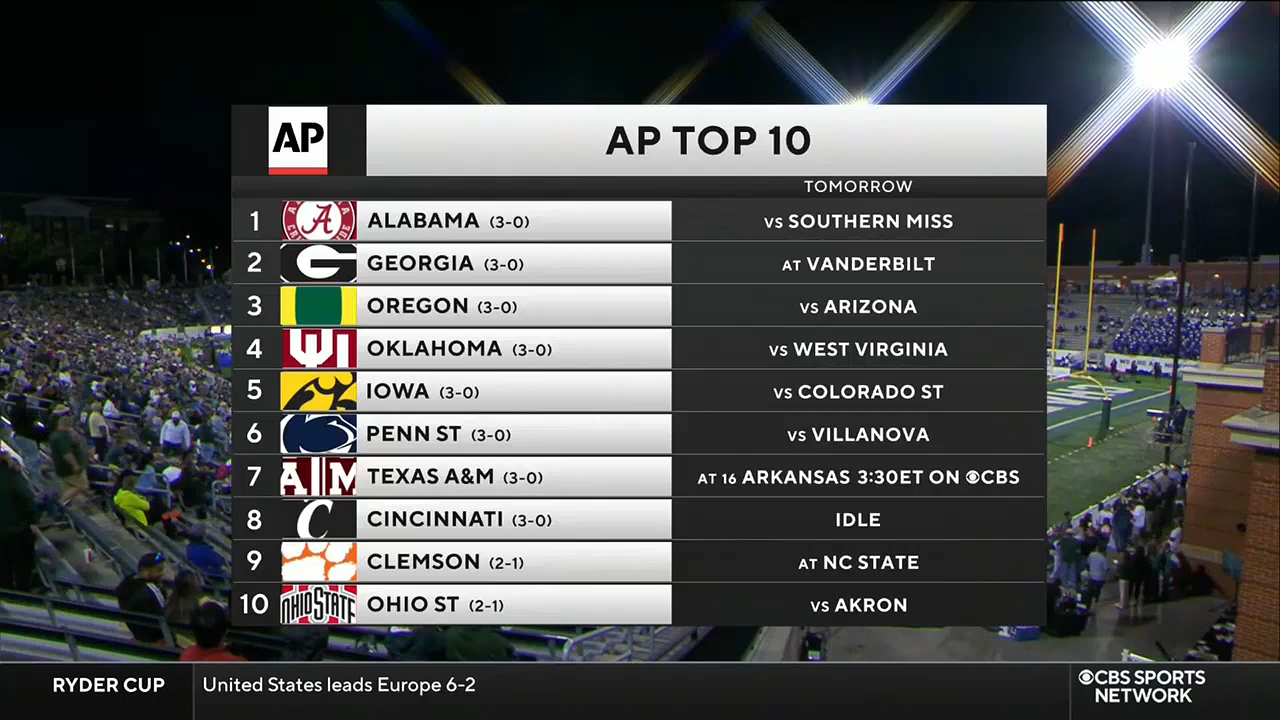 AP
AP TOP 10
TOMORROW
1 ALABAMA (3-0) VS SOUTHERN MISS
2 GEORGIA (3-0) AT VANDERBILT
3 OREGON (3-0) VS ARIZONA
4 OKLAHOMA (3-0) VS WEST VIRGINIA
5 IOWA (3-0) VS COLORADO ST
6 PENN ST (3-0) VS VILLANOVA
7 ATM TEXAS A&M (3-0) AT 16 ARKANSAS 3:30ET ON CBS
8 CINCINNATI (3-0) IDLE
9 CLEMSON (2-1) AT NC STATE
10 OHIO STATE OHIO ST (2-1) VS AKRON
RYDER CUP United States leads Europe 6-2
CBS SPORTS
NETWORK